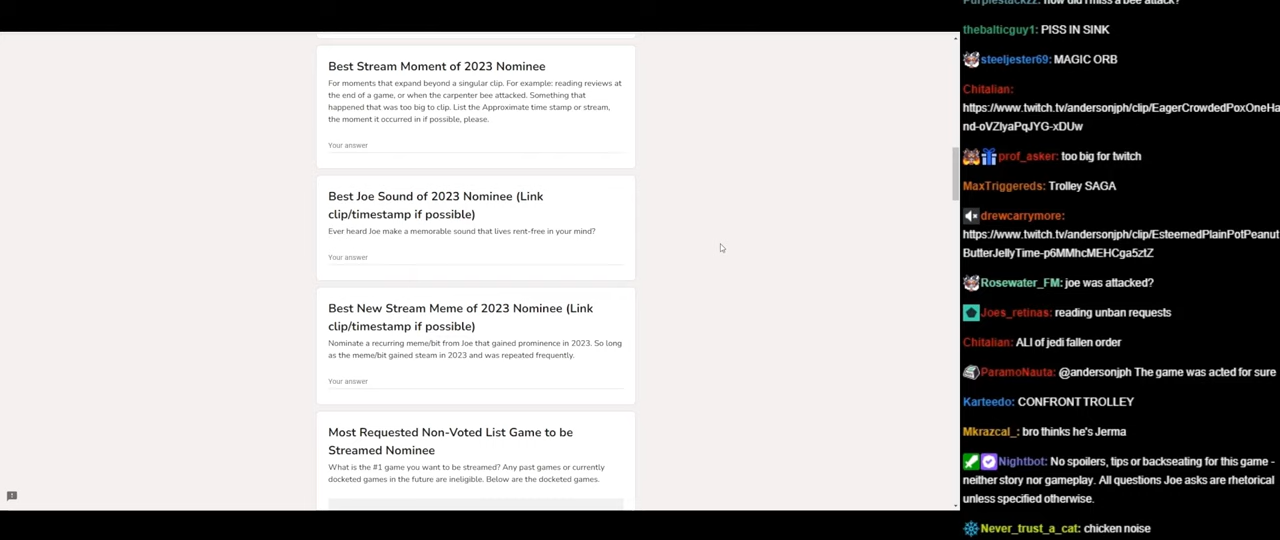 Best Stream Moment of 2023 Nominee
For moments that expand beyond a singular clip. For example: reading reviews at
the end of a game, or when the carpenter bee attacked. Something that
happened that was too big to clip. List the Approximate time stamp or stream,
the moment it occurred in if possible, please.
Your answer
Best Joe Sound of 2023 Nominee (Link
clip/timestamp if possible)
Ever heard Joe make a memorable sound that lives rent-free in your mind?
Your answer
Best New Stream Meme of 2023 Nominee (Link
clip/timestamp if possible)
Nominate a recurring meme/bit from Joe that gained prominence in 2023. So long
as the meme/bit gained steam in 2023 and was repeated frequently.
Your answer
Most Requested Non-Voted List Game to be
Streamed Nominee
What is the #1 game you want to be streamed? Any past games or currently
docketed games in the future are ineligible. Below are the docketed games.
Purplestackzz: how did I miss a bee attack?
thebalticguy1: PISS IN SINK
steeljester69: MAGIC ORB
Chitalian:
https://www.twitch.tv/andersonjph/clip/EagerCrowdedPoxOneHa
nd-oVZlyaPqJYG-xDUw
prof_asker: too big for twitch
MaxTriggereds: Trolley SAGA
drewcarrymore:
https://www.twitch.tv/andersonjph/clip/EsteemedPlainPotPeanut
ButterJellyTime-p6MMhcMEHCga5ztZ
Rosewater_FM: joe was attacked?
Joes_retinas: reading unban requests
Chitalian: ALl of jedi fallen order
ParamoNauta: @andersonjph The game was acted for sure
Karteedo: CONFRONT TROLLEY
Mkrazcal_: bro thinks he's Jerma
Nightbot: No spoilers, tips or backseating for this game -
neither story nor gameplay. All questions Joe asks are rhetorical
unless specified otherwise.
Never_trust_a_cat: chicken noise